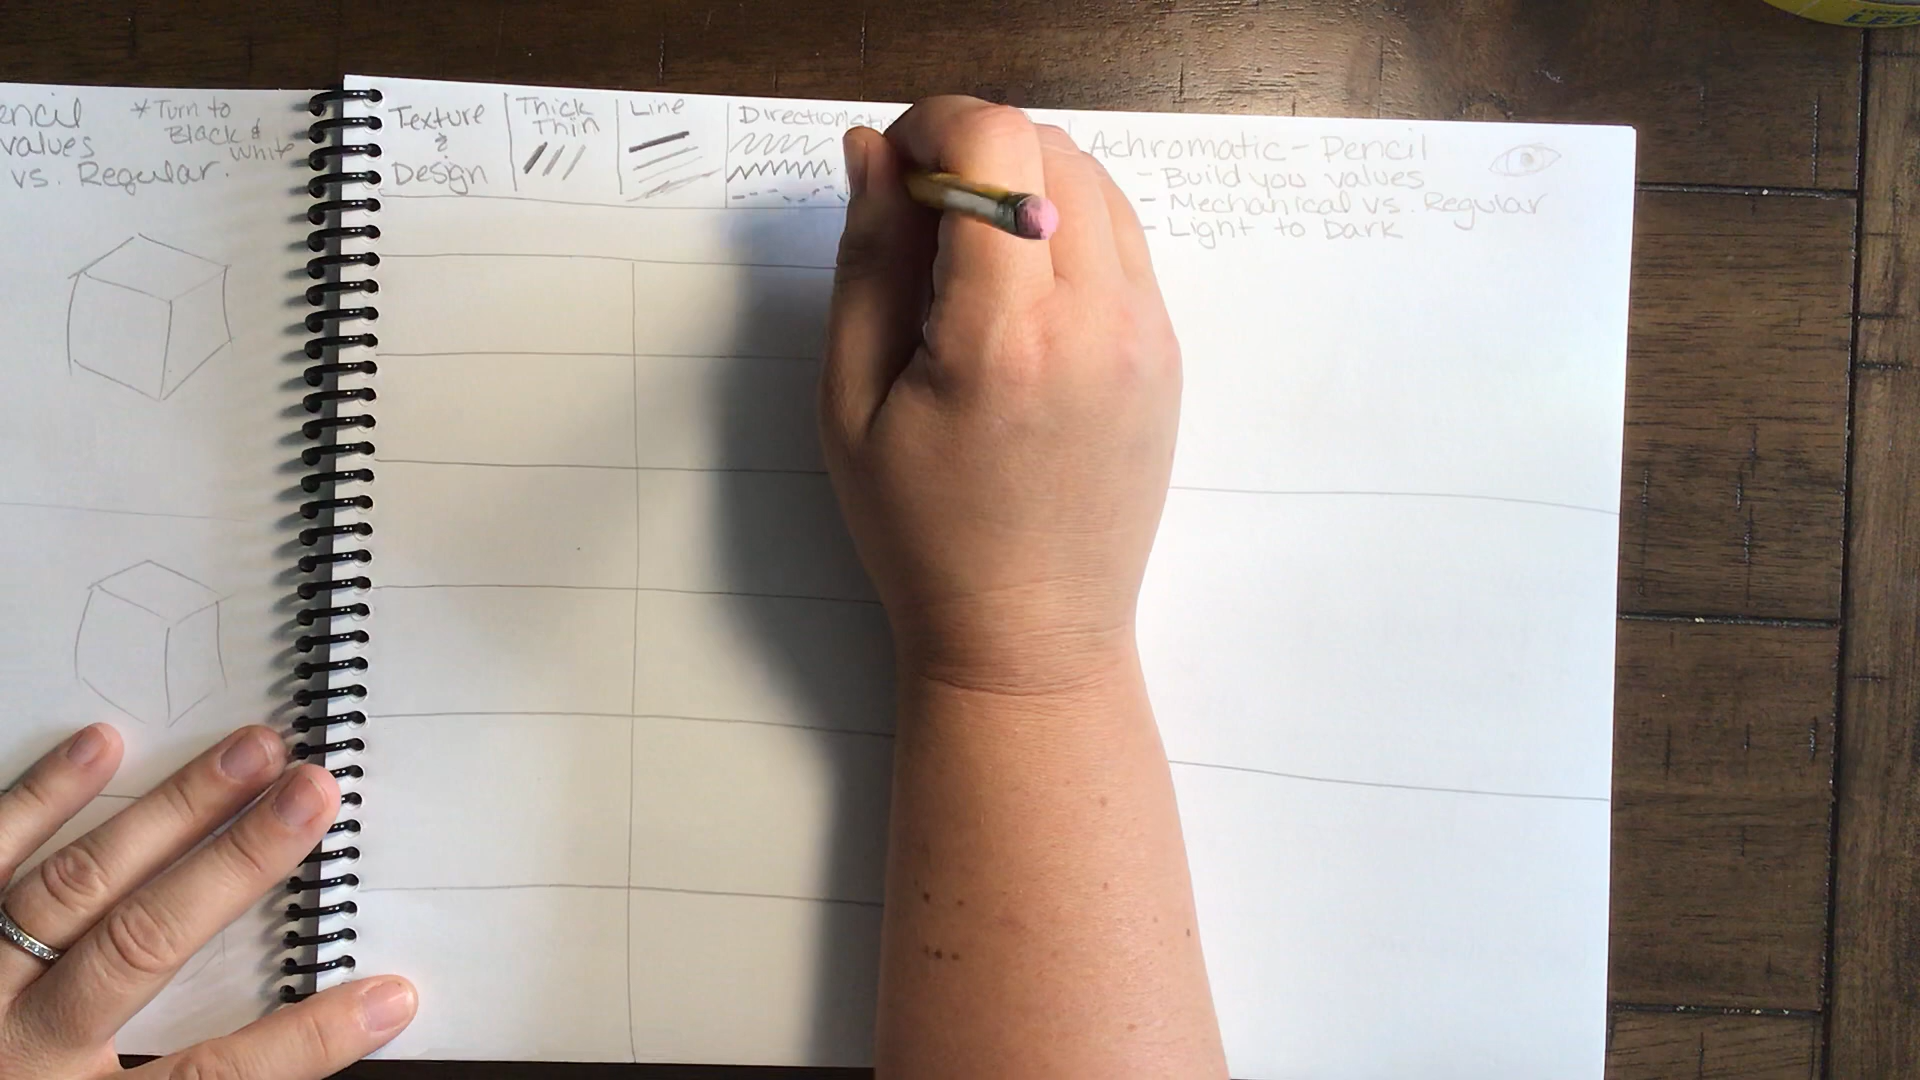 encil
values
vs. Regular.
*Turn to
Black &
white
Texture
&
Design
Thick
Thin
Line
Direction
Achromatic - Pencil
- Build you values
- Mechanical vs. Regular
- Light to Dark
LED